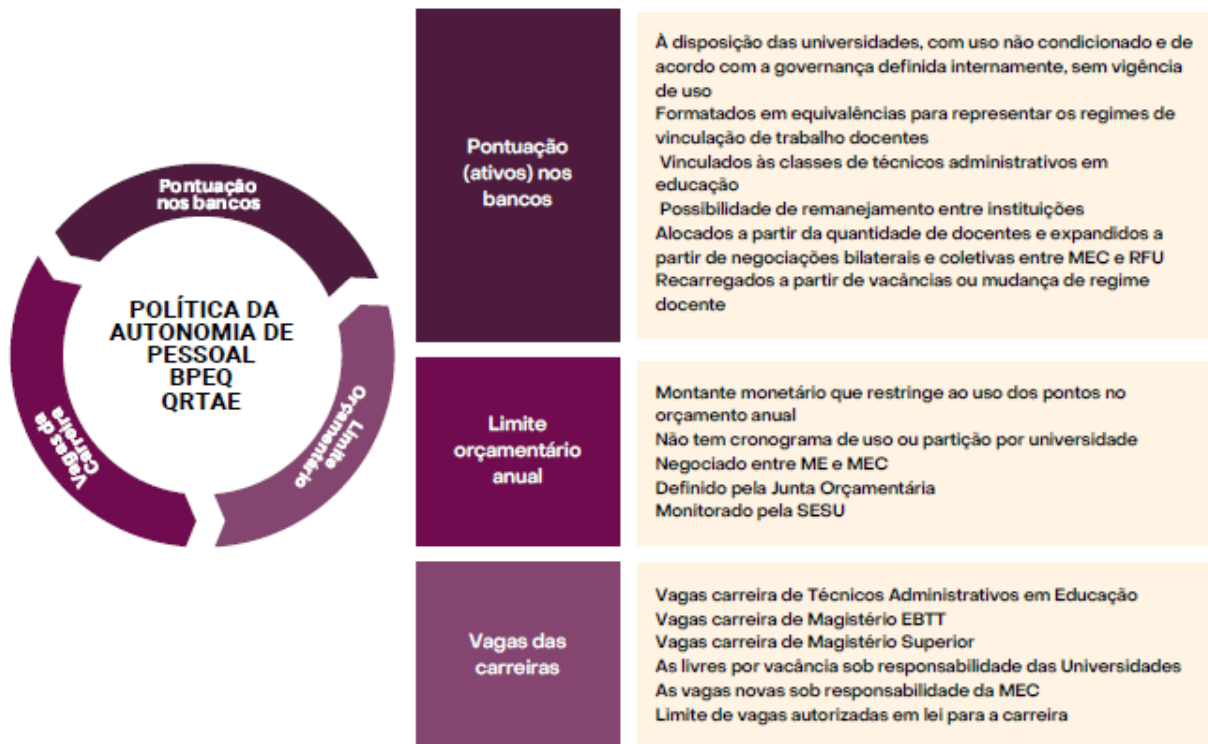 Pontuação
nos bancos
Vagas da
Carreira
Limite
Orçamentário
POLÍTICA DA
AUTONOMIA DE
PESSOAL
BPEQ
QRTAE
Pontuação
(ativos) nos
bancos
À disposição das universidades, com uso não condicionado e de
acordo com a governança definida internamente, sem vigência
de uso
Formatados em equivalências para representar os regimes de
vinculação de trabalho docentes
Vinculados às classes de técnicos administrativos em
educação
Possibilidade de remanejamento entre instituições
Alocados a partir da quantidade de docentes e expandidos a
partir de negociações bilaterais e coletivas entre MEC e RFU
Recarregados a partir de vacâncias ou mudança de regime
docente
Limite
orçamentário
anual
Montante monetário que restringe ao uso dos pontos no
orçamento anual
Não tem cronograma de uso ou partição por universidade
Negociado entre ME e MEC
Definido pela Junta Orçamentária
Monitorado pela SESU
Vagas das
carreiras
Vagas carreira de Técnicos Administrativos em Educação
Vagas carreira de Magistério EBTT
Vagas carreira de Magistério Superior
As livres por vacância sob responsabilidade das Universidades
As vagas novas sob responsabilidade da MEC
Limite de vagas autorizadas em lei para a carreira